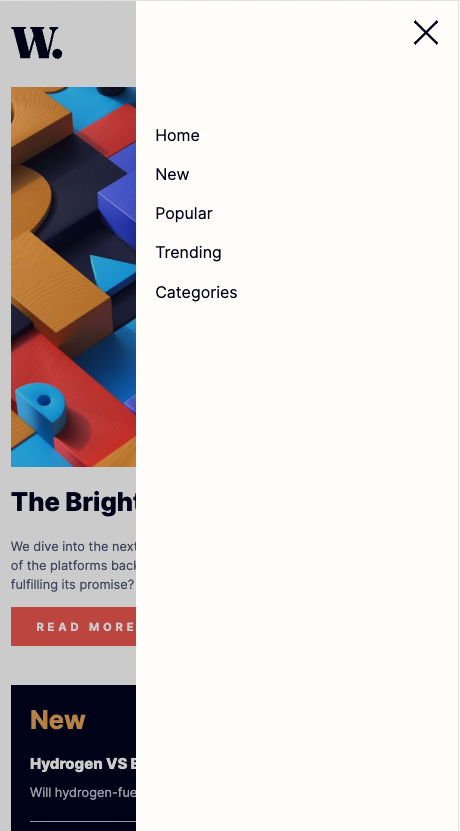 W.
Home
New
Popular
Trending
Categories
The Bright
We dive into the next
of the platforms back
fulfilling its promise?
READ MORE
New
Hydrogen VS E
Will hydrogen-fue